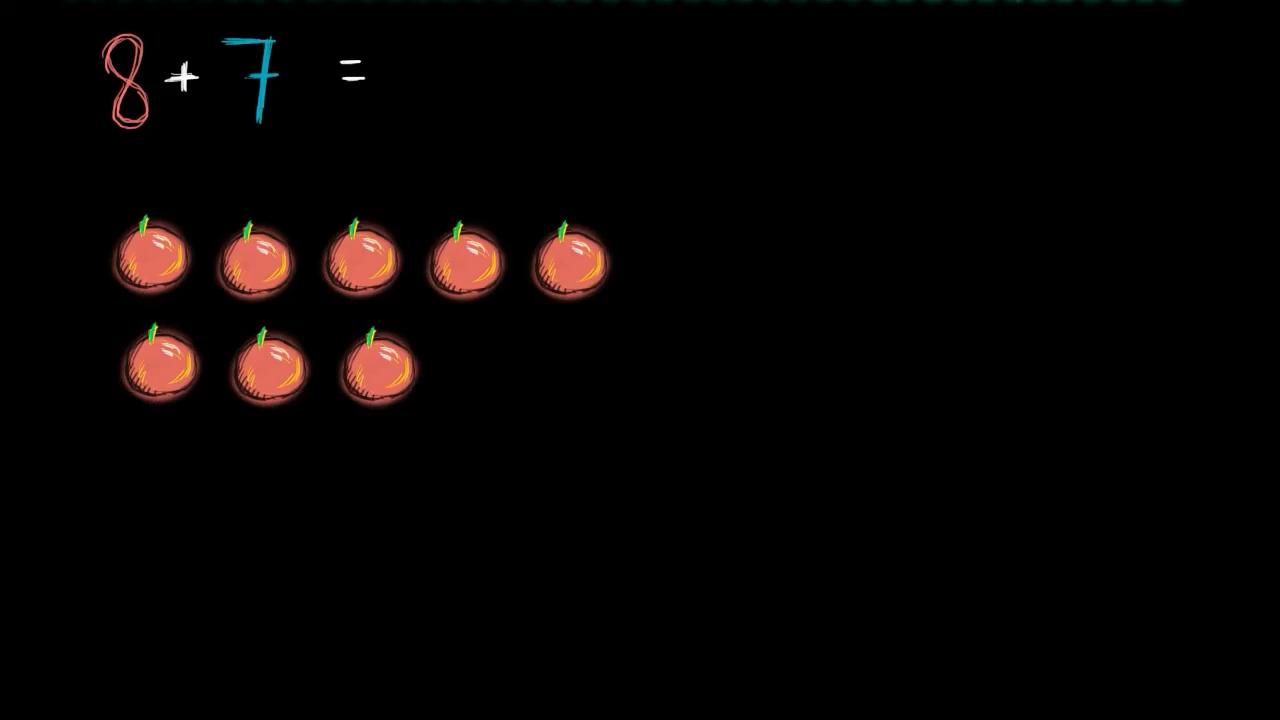 8 + 7 =